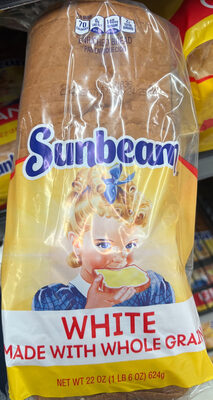 Sunbeam
WHITE
MADE WITH WHOLE GRAIN
NET WT 22 OZ (1 LB 6 OZ) 624g